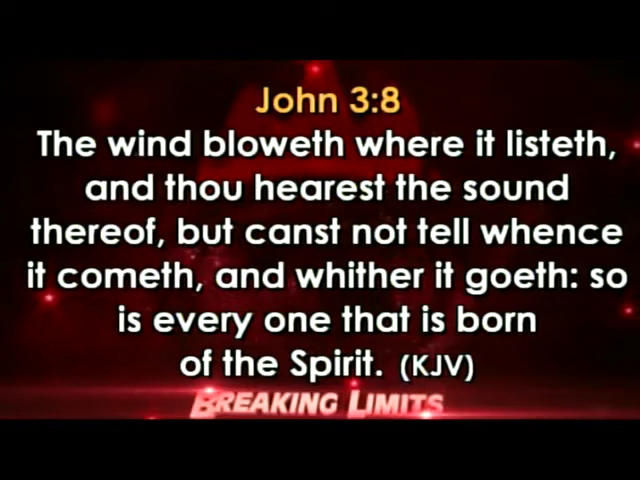 John 3:8
The wind bloweth where it listeth,
and thou hearest the sound
thereof, but canst not tell whence
it cometh, and whither it goeth: so
is every one that is born
of the Spirit. (KJV)
BREAKING LIMITS